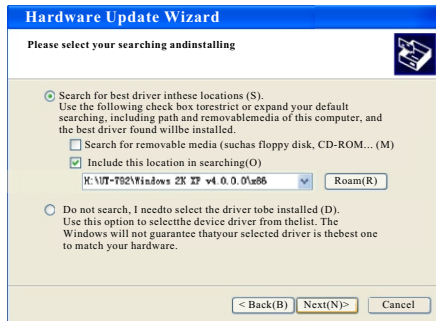 Hardware Update Wizard
Please select your searching andinstalling
Search for best driver inthese locations (S).
Use the following check box torestrict or expand your default
searching, including path and removablemedia of this computer, and
the best driver found willbe installed.
Search for removable media (suchas floppy disk, CD-ROM... (M)
Include this location in searching(O)
H:\UT-792\Windows 2K XP v4.0.0.0\x86
Roam(R)
Do not search, I needto select the driver tobe installed (D).
Use this option to selectthe device driver from thelist. The
Windows will not guarantee thatyour selected driver is thebest one
to match your hardware.
< Back(B) Next(N)> Cancel